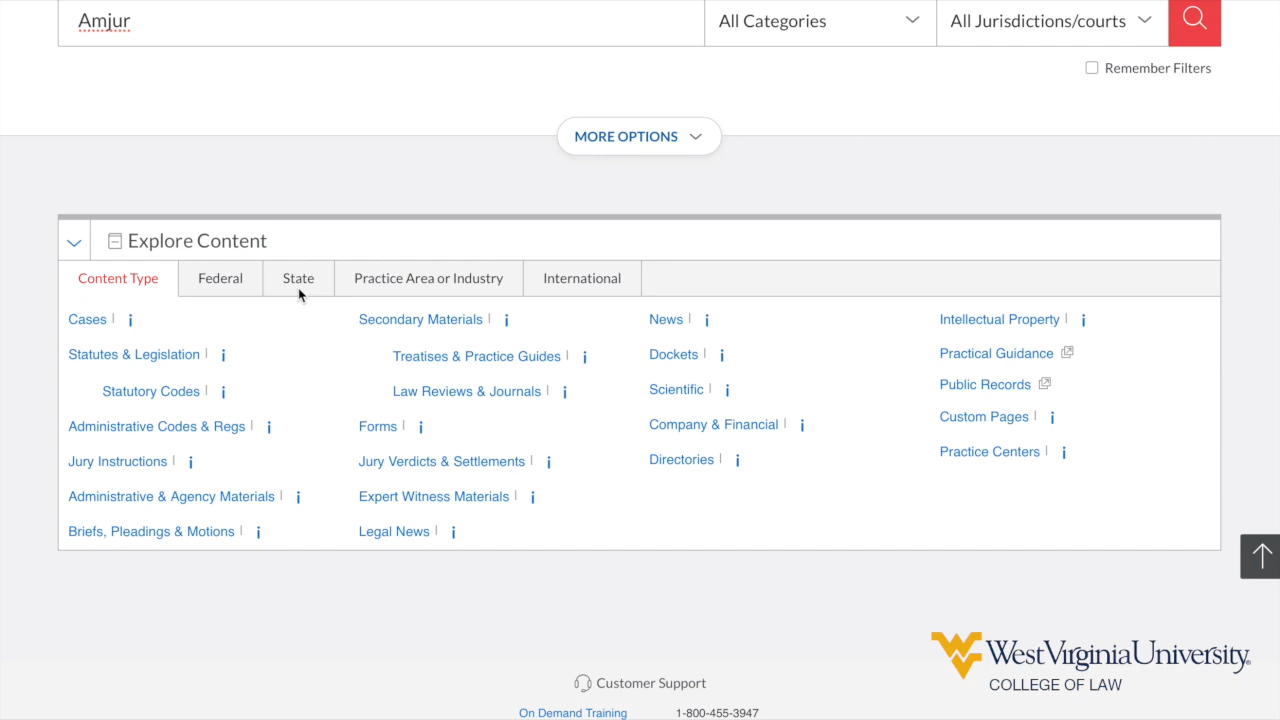 Amjur
All Categories
All Jurisdictions/courts
Remember Filters
MORE OPTIONS
Explore Content
Content Type
Federal
State
Practice Area or Industry
International
Cases
Statutes & Legislation
Statutory Codes
Administrative Codes & Regs
Jury Instructions
Administrative & Agency Materials
Briefs, Pleadings & Motions
Secondary Materials
Treatises & Practice Guides
Law Reviews & Journals
Forms
Jury Verdicts & Settlements
Expert Witness Materials
Legal News
News
Dockets
Scientific
Company & Financial
Directories
Intellectual Property
Practical Guidance
Public Records
Custom Pages
Practice Centers
WestVirginiaUniversity®
COLLEGE OF LAW
Customer Support
On Demand Training
1-800-455-3947